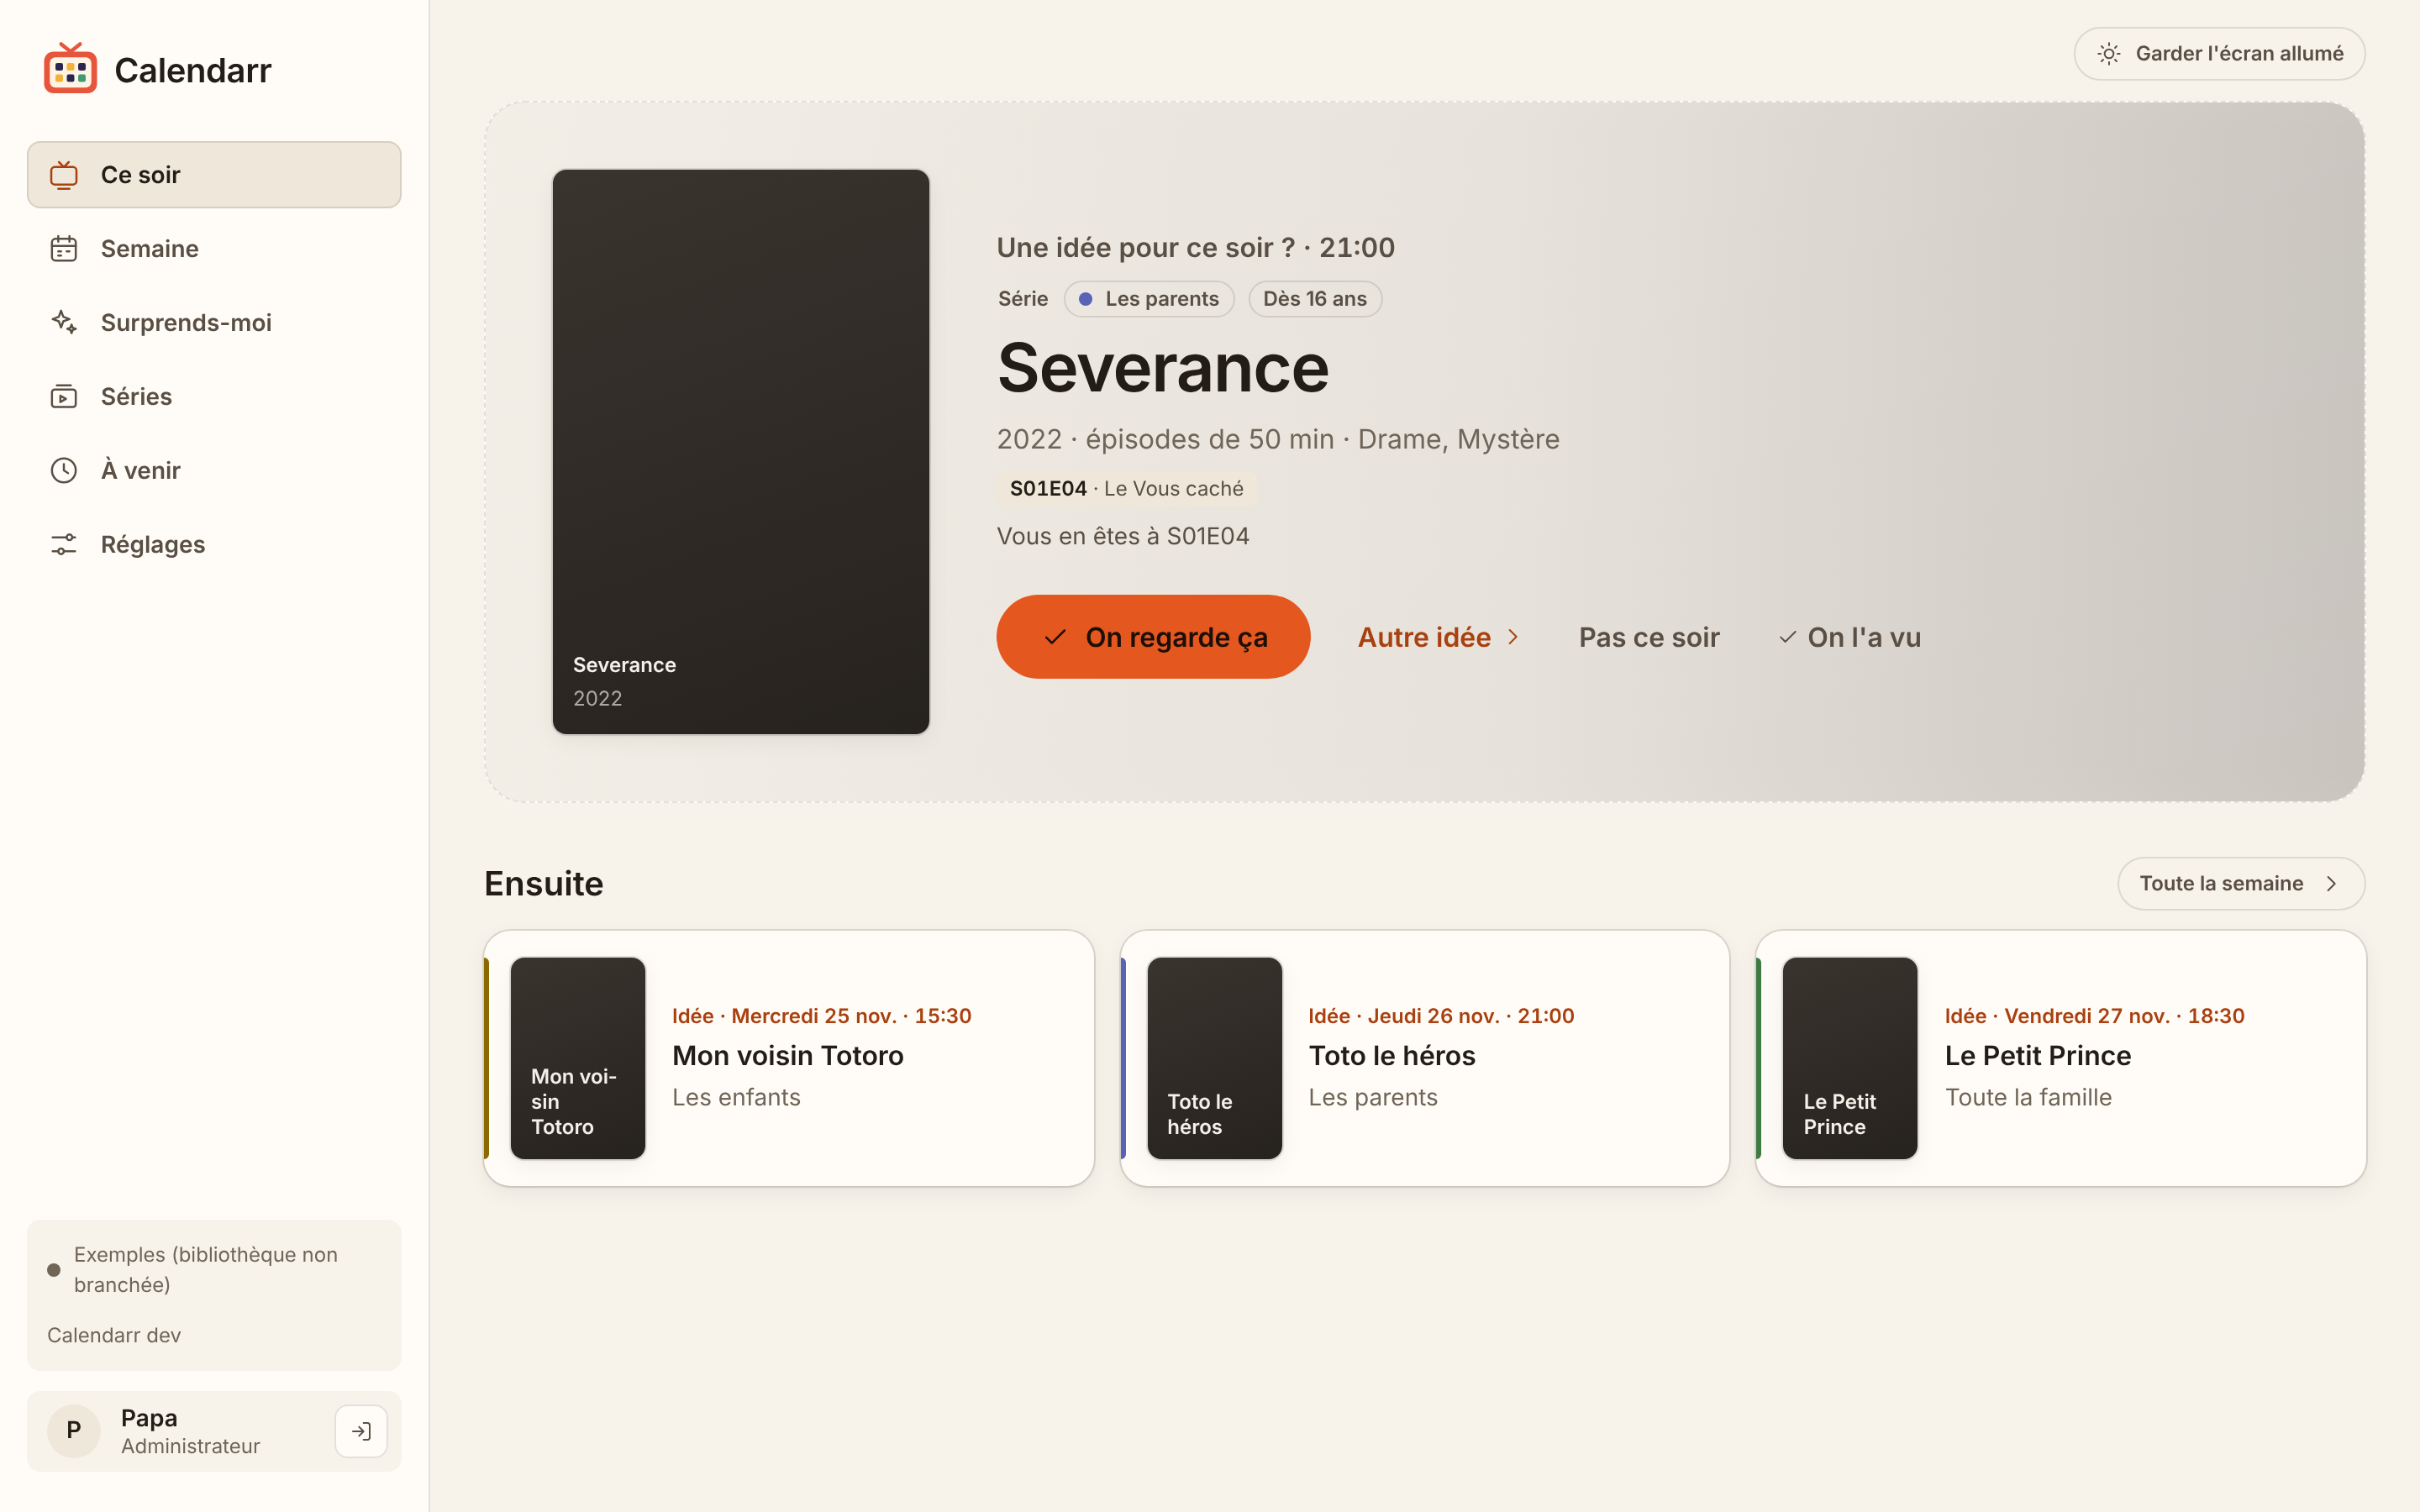 Calendarr
Ce soir
Semaine
Surprends-moi
Séries
À venir
Réglages
Exemples (bibliothèque non
branchée)
Calendarr dev
P
Papa
Administrateur
Garder l'écran allumé
Severance
2022
Une idée pour ce soir ? · 21:00
Série
Les parents
Dès 16 ans
Severance
2022 · épisodes de 50 min · Drame, Mystère
S01E04 · Le Vous caché
Vous en êtes à S01E04
On regarde ça
Autre idée
Pas ce soir
On l'a vu
Ensuite
Toute la semaine
Mon voi-
sin
Totoro
Idée · Mercredi 25 nov. · 15:30
Mon voisin Totoro
Les enfants
Toto le
héros
Idée · Jeudi 26 nov. · 21:00
Toto le héros
Les parents
Le Petit
Prince
Idée · Vendredi 27 nov. · 18:30
Le Petit Prince
Toute la famille